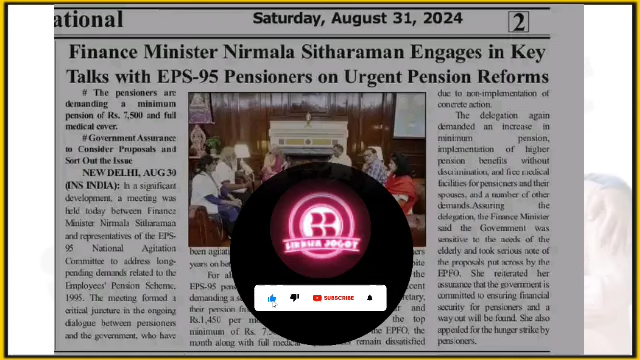 ational
Saturday, August 31, 2024
2
Finance Minister Nirmala Sitharaman Engages in Key
Talks with EPS-95 Pensioners on Urgent Pension Reforms
# The pensioners are
demanding a minimum
pension of Rs. 7,500 and full
medical cover.
#Government Assurance
to Consider Proposals and
Sort Out the Issue
NEW DELHI, AUG 30
(INS INDIA): In a significant
development, a meeting was
held today between Finance
Minister Nirmala Sitharaman
and representatives of the EPS-
95 National Agitation
Committee to address long-
pending demands related to the
Employees' Pension Scheme,
1995. The meeting formed a
critical juncture in the ongoing
dialogue between pensioners
and the government, who have
been agitati
years on be
For al
EPS-95 pen
demanding a s
their pension from
Rs.1,450 per m
minimum of Rs. 7,5
month along with full medical
the
the top
the EPFO, the
remain dissatisfied
due to non-implementation of
concrete action.
The delegation again
demanded an increase in
minimum pension,
implementation of higher
pension benefits without
discrimination, and free medical
facilities for pensioners and their
spouses, and a number of other
demands.Assuring the
delegation, the Finance Minister
said the Government was
sensitive to the needs of the
elderly and took serious note of
the proposals put across by the
EPFO. She reiterated her
assurance that the government is
committed to ensuring financial
security for pensioners and a
way out will be found. She also
appealed for the hunger strike by
pensioners.
SUBSCRIBE